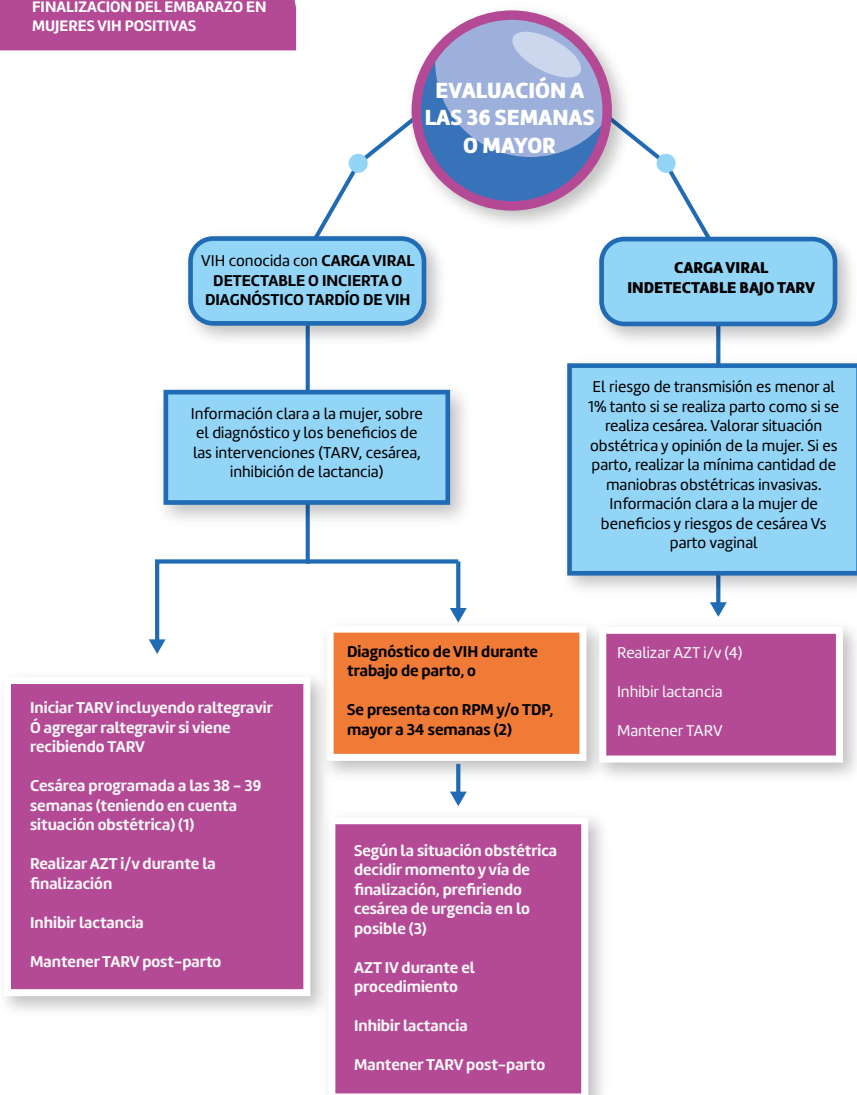 FINALIZACIÓN DEL EMBARAZO EN
MUJERES VIH POSITIVAS
EVALUACIÓN A
LAS 36 SEMANAS
O MAYOR
VIH conocida con CARGA VIRAL
DETECTABLE O INCIERTA O
DIAGNÓSTICO TARDÍO DE VIH
CARGA VIRAL
INDETECTABLE BAJO TARV
Información clara a la mujer, sobre
el diagnóstico y los beneficios de
las intervenciones (TARV, cesárea,
inhibición de lactancia)
El riesgo de transmisión es menor al
1% tanto si se realiza parto como si se
realiza cesárea. Valorar situación
obstétrica y opinión de la mujer. Si es
parto, realizar la mínima cantidad de
maniobras obstétricas invasivas.
Información clara a la mujer de
beneficios y riesgos de cesárea Vs
parto vaginal
Iniciar TARV incluyendo raltegravir
Ó agregar raltegravir si viene
recibiendo TARV
Cesárea programada a las 38 - 39
semanas (teniendo en cuenta
situación obstétrica) (1)
Realizar AZT i/v durante la
finalización
Inhibir lactancia
Mantener TARV post-parto
Diagnóstico de VIH durante
trabajo de parto, o
Se presenta con RPM y/o TDP,
mayor a 34 semanas (2)
Según la situación obstétrica
decidir momento y vía de
finalización, prefiriendo
cesárea de urgencia en lo
posible (3)
AZT IV durante el
procedimiento
Inhibir lactancia
Mantener TARV post-parto
Realizar AZT i/v (4)
Inhibir lactancia
Mantener TARV